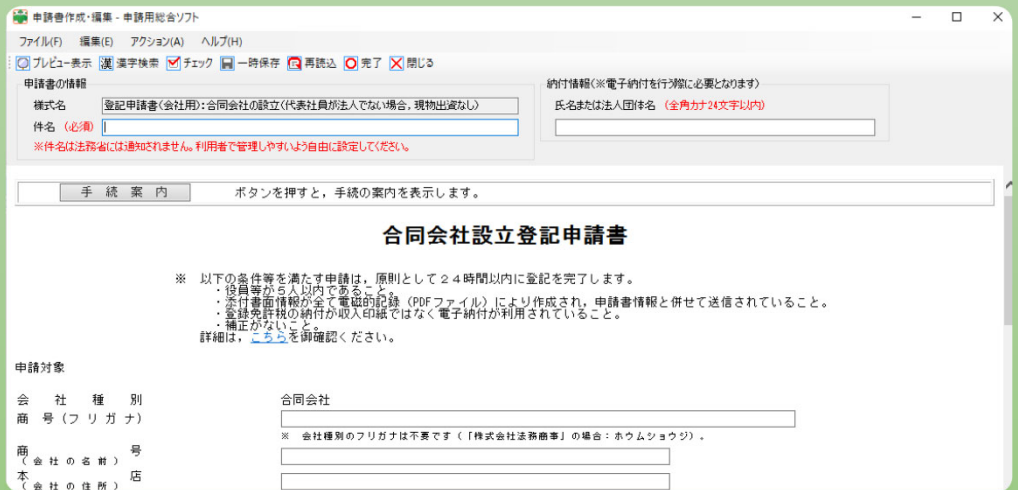 申請書作成・編集 - 申請用総合ソフト
ファイル(F) 編集(E) アクション(A) ヘルプ(H)
プレビュー表示 漢 漢字検索 チェック 一時保存 再読込 完了 閉じる
申請書の情報
様式名 登記申請書(会社用):合同会社の設立(代表社員が法人でない場合,現物出資なし)
件名 (必須)
※件名は法務省には通知されません。利用者で管理しやすいよう自由に設定してください。
納付情報(※電子納付を行う際に必要となります)
氏名または法人団体名 (全角カナ24文字以内)
手続案内 ボタンを押すと,手続の案内を表示します。
合同会社設立登記申請書
※ 以下の条件等を満たす申請は,原則として24時間以内に登記を完了します。
・役員等が5人以内であること。
・添付書面情報が全て電磁的記録(PDFファイル)により作成され,申請書情報と併せて送信されていること。
・登録免許税の納付が収入印紙ではなく電子納付が利用されていること。
・補正がないこと。
詳細は,こちらを御確認ください。
申請対象
会社種別 合同会社
商号(フリガナ)
※ 会社種別のフリガナは不要です(「株式会社法務商事」の場合:ホウムショウジ)。
商号
(会社の名前)
本店
(会社の住所)